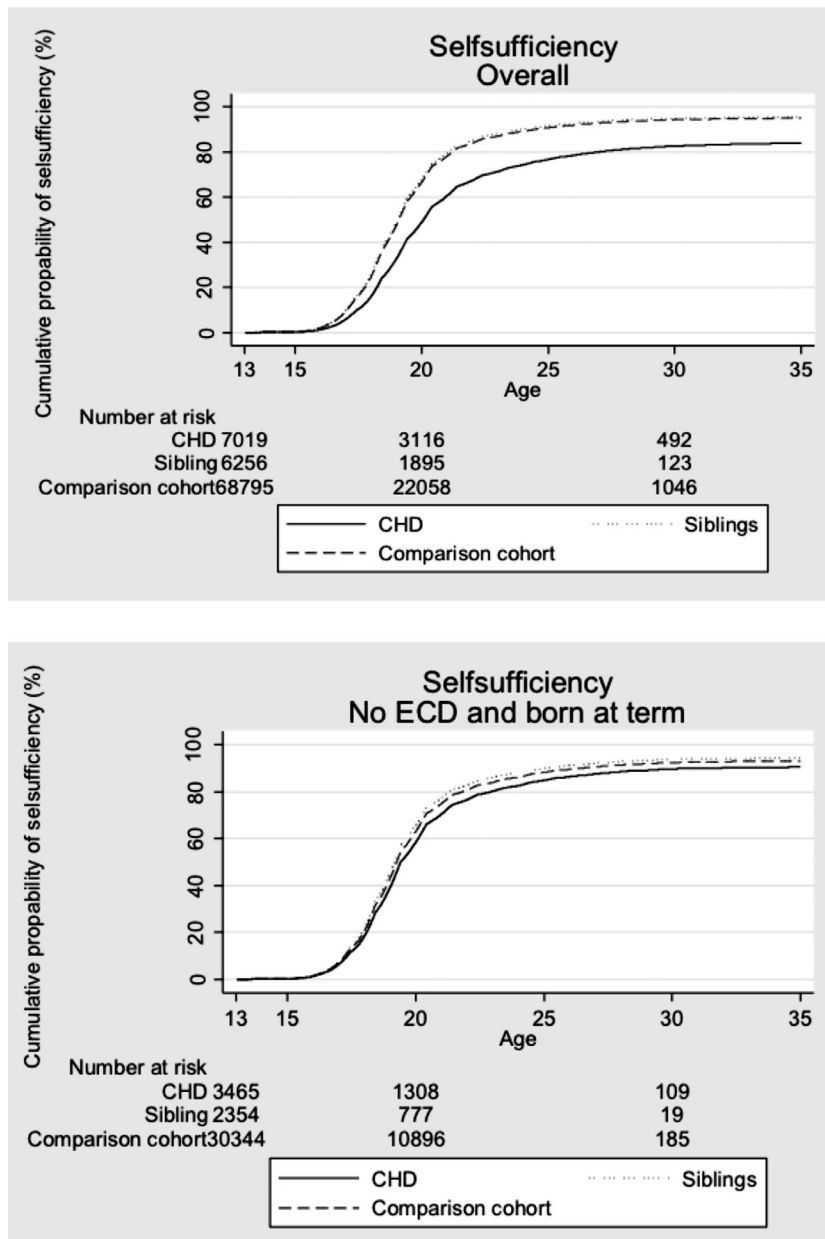 Selfsufficiency
Overall
Cumulative propability of selsufficiency (%)
100
80
60
40
20
0
13 15 20 25 30 35
Age
Number at risk
CHD 7019 3116 492
Sibling 6256 1895 123
Comparison cohort68795 22058 1046
CHD Siblings
Comparison cohort
Selfsufficiency
No ECD and born at term
Cumulative propability of selsufficiency (%)
100
80
60
40
20
0
13 15 20 25 30 35
Age
Number at risk
CHD 3465 1308 109
Sibling 2354 777 19
Comparison cohort30344 10896 185
CHD Siblings
Comparison cohort